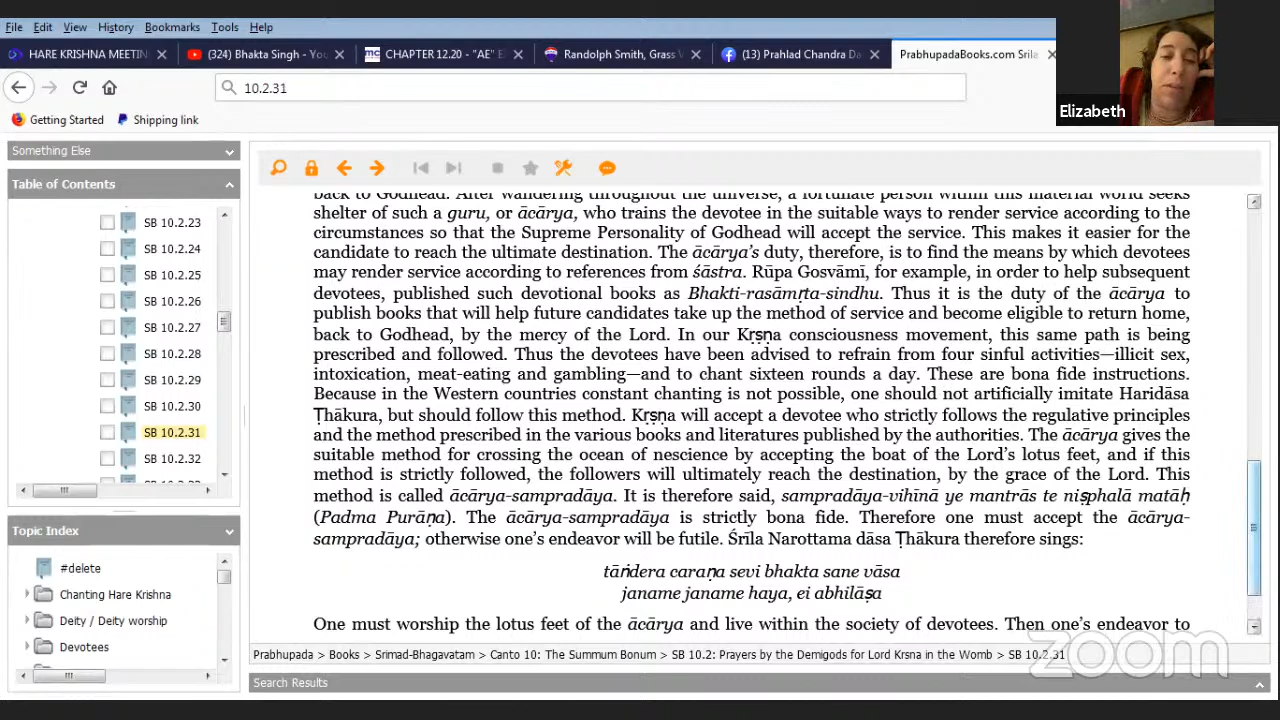 File Edit View History Bookmarks Tools Help
HARE KRISHNA MEETIN
(324) Bhakta Singh - You
CHAPTER 12.20 - "AE" E
Randolph Smith, Grass V
(13) Prahlad Chandra Da
PrabhupadaBooks.com Srila
10.2.31
Elizabeth
Getting Started Shipping link
Something Else
Table of Contents
SB 10.2.23
SB 10.2.24
SB 10.2.25
SB 10.2.26
SB 10.2.27
SB 10.2.28
SB 10.2.29
SB 10.2.30
SB 10.2.31
SB 10.2.32
Topic Index
#delete
Chanting Hare Krishna
Deity / Deity worship
Devotees
back to Godhead. After wandering throughout the universe, a fortunate person within this material world seeks
shelter of such a guru, or ācārya, who trains the devotee in the suitable ways to render service according to the
circumstances so that the Supreme Personality of Godhead will accept the service. This makes it easier for the
candidate to reach the ultimate destination. The ācārya's duty, therefore, is to find the means by which devotees
may render service according to references from śāstra. Rūpa Gosvāmī, for example, in order to help subsequent
devotees, published such devotional books as Bhakti-rasāmṛta-sindhu. Thus it is the duty of the ācārya to
publish books that will help future candidates take up the method of service and become eligible to return home,
back to Godhead, by the mercy of the Lord. In our Kṛṣṇa consciousness movement, this same path is being
prescribed and followed. Thus the devotees have been advised to refrain from four sinful activities—illicit sex,
intoxication, meat-eating and gambling—and to chant sixteen rounds a day. These are bona fide instructions.
Because in the Western countries constant chanting is not possible, one should not artificially imitate Haridāsa
Ṭhākura, but should follow this method. Kṛṣṇa will accept a devotee who strictly follows the regulative principles
and the method prescribed in the various books and literatures published by the authorities. The ācārya gives the
suitable method for crossing the ocean of nescience by accepting the boat of the Lord's lotus feet, and if this
method is strictly followed, the followers will ultimately reach the destination, by the grace of the Lord. This
method is called ācārya-sampradāya. It is therefore said, sampradāya-vihīnā ye mantrās te niṣphalā matāḥ
(Padma Purāṇa). The ācārya-sampradāya is strictly bona fide. Therefore one must accept the ācārya-
sampradāya; otherwise one's endeavor will be futile. Śrīla Narottama dāsa Ṭhākura therefore sings:
tāṅdera caraṇa sevi bhakta sane vāsa
janame janame haya, ei abhilāṣa
One must worship the lotus feet of the ācārya and live within the society of devotees. Then one's endeavor to
Prabhupada > Books > Srimad-Bhagavatam > Canto 10: The Summum Bonum > SB 10.2: Prayers by the Demigods for Lord Krsna in the Womb > SB 10.2.31
Search Results
zoom